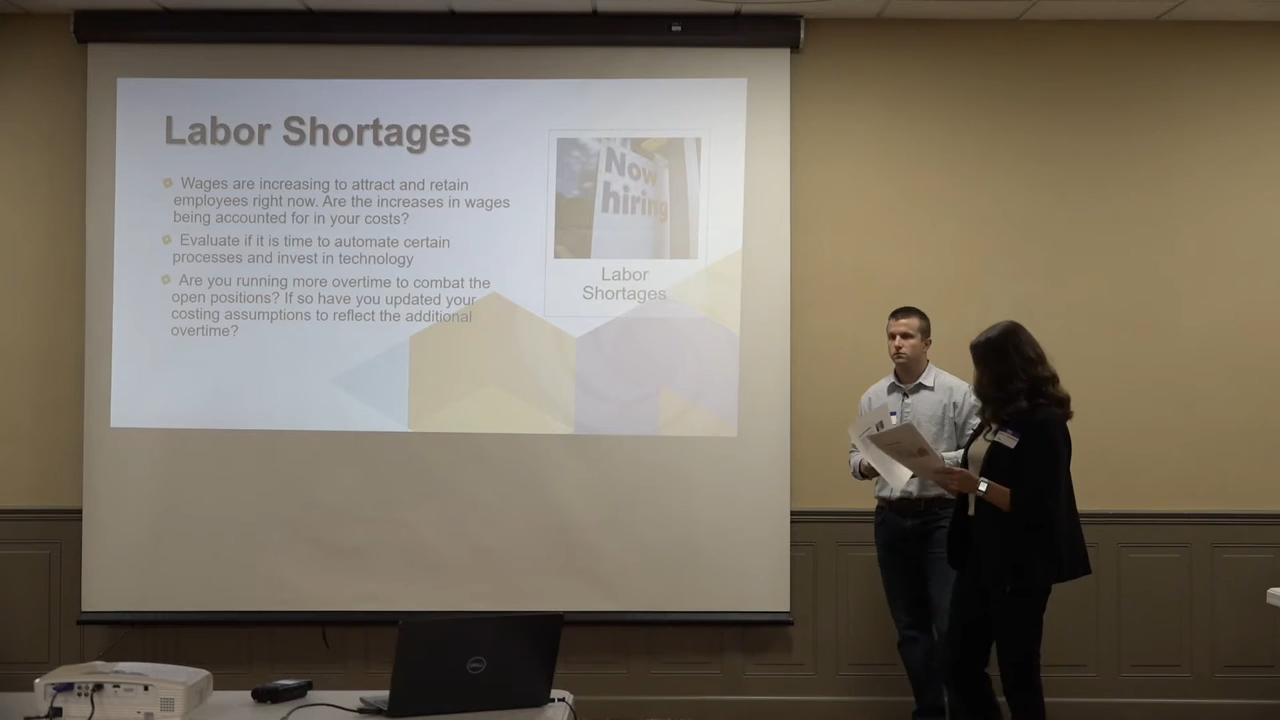 Labor Shortages
Wages are increasing to attract and retain
employees right now. Are the increases in wages
being accounted for in your costs?
Evaluate if it is time to automate certain
processes and invest in technology
Are you running more overtime to combat the
open positions? If so have you updated your
costing assumptions to reflect the additional
overtime?
Now
hiring
Labor
Shortages
DELL